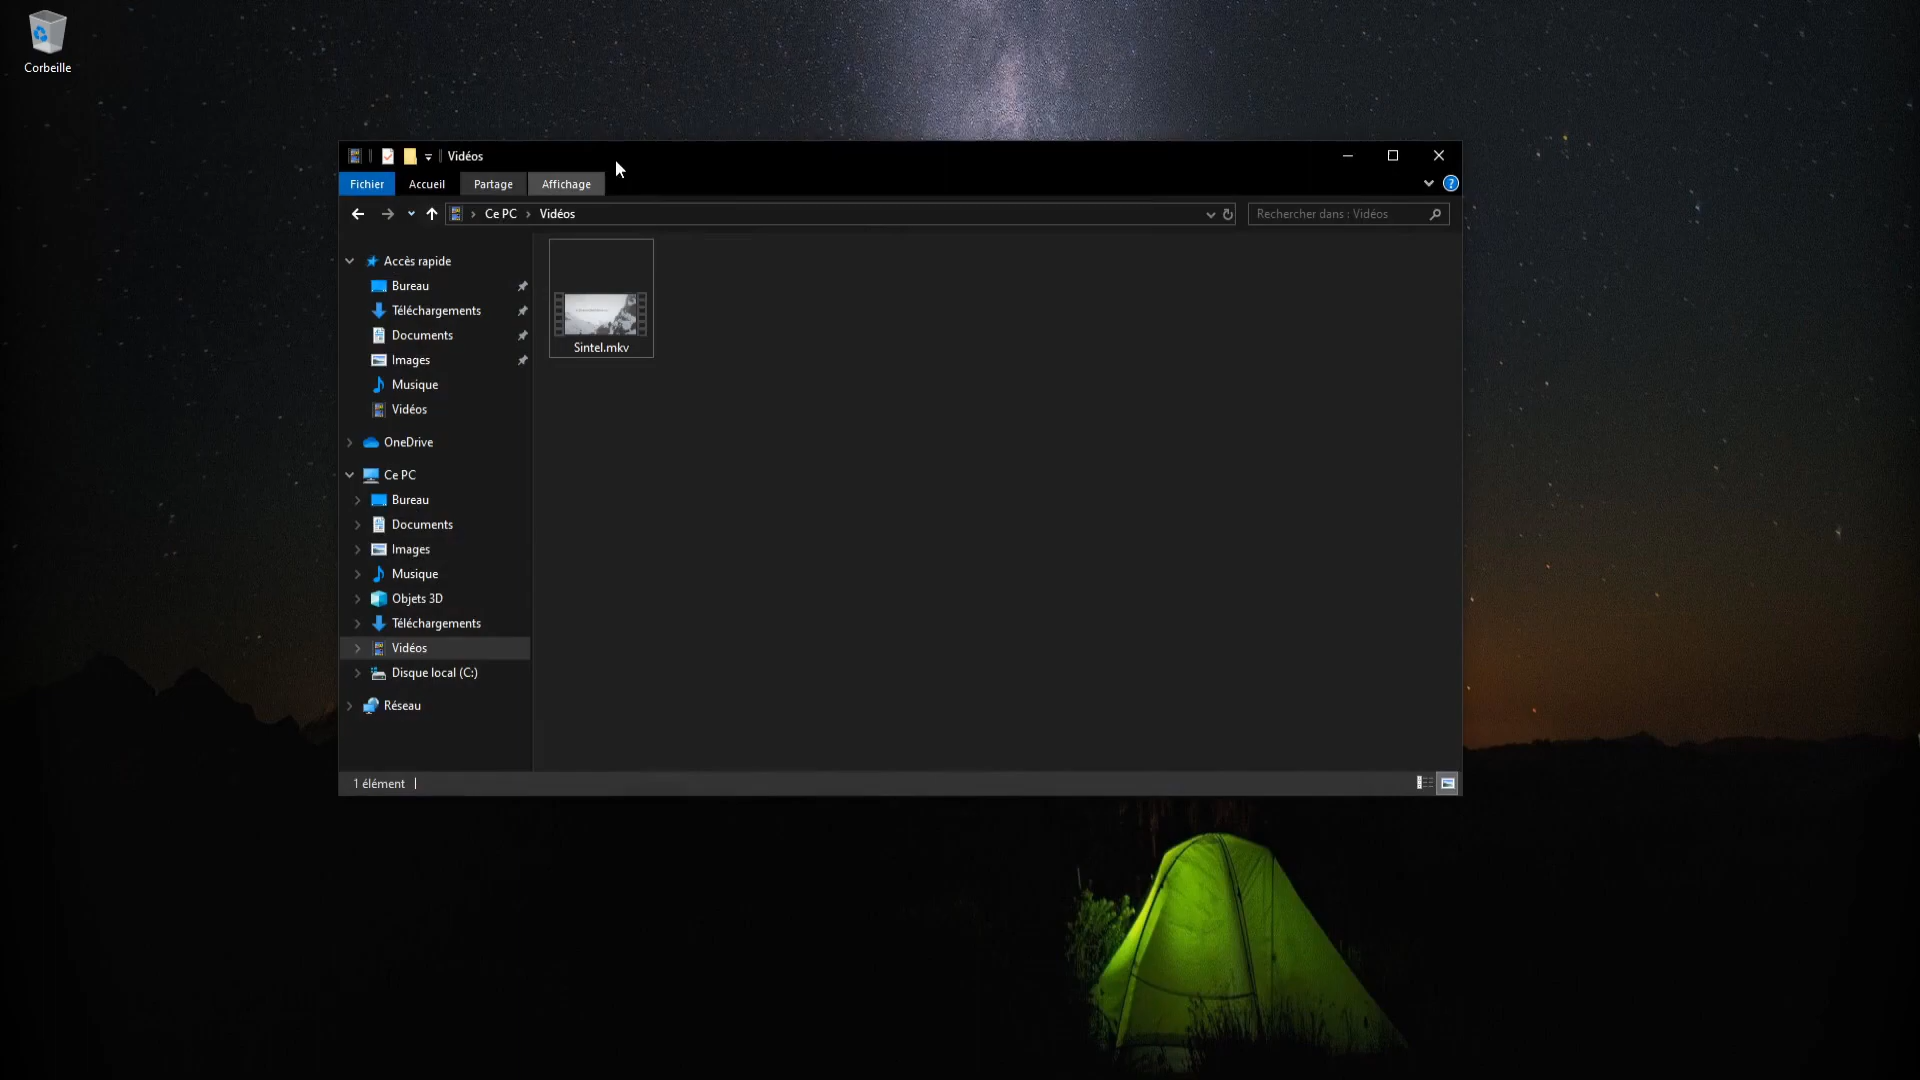 Corbeille
Vidéos
Fichier Accueil Partage Affichage
Ce PC Vidéos Rechercher dans : Vidéos
Accès rapide
Bureau
Téléchargements
Documents
Images
Musique
Vidéos
OneDrive
Ce PC
Bureau
Documents
Images
Musique
Objets 3D
Téléchargements
Vidéos
Disque local (C:)
Réseau
Sintel.mkv
1 élément